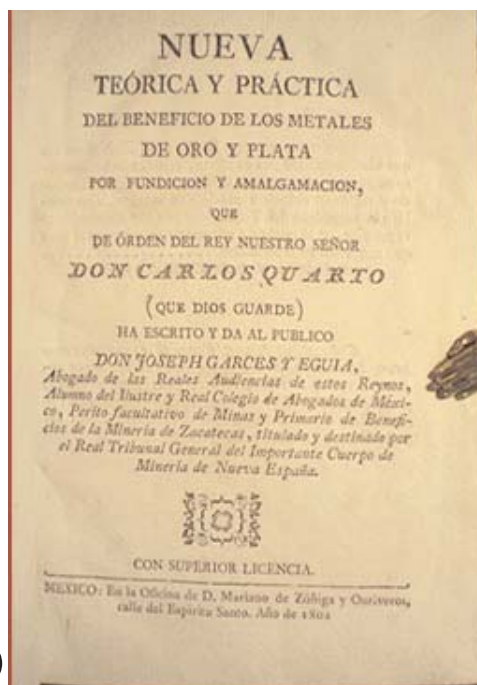 NUEVA
TEÓRICA Y PRÁCTICA
DEL BENEFICIO DE LOS METALES
DE ORO Y PLATA
POR FUNDICION Y AMALGAMACION,
QUE
DE ÓRDEN DEL REY NUESTRO SEÑOR
DON CARLOS QUARTO
(QUE DIOS GUARDE)
HA ESCRITO Y DA AL PUBLICO
DON JOSEPH GARCES Y EGUIA,
Abogado de las Reales Audiencias de estos Reynos,
Alumno del Ilustre y Real Colegio de Abogados de Méxi-
co, Perito facultativo de Minas y Primario de Benefi-
cios de la Minería de Zacatecas, titulado y destinado por
el Real Tribunal General del Importante Cuerpo de
Minería de Nueva España.
CON SUPERIOR LICENCIA.
MEXICO: En la Oficina de D. Mariano de Zúñiga y Ontiveros,
calle del Espíritu Santo. Año de 1802
)